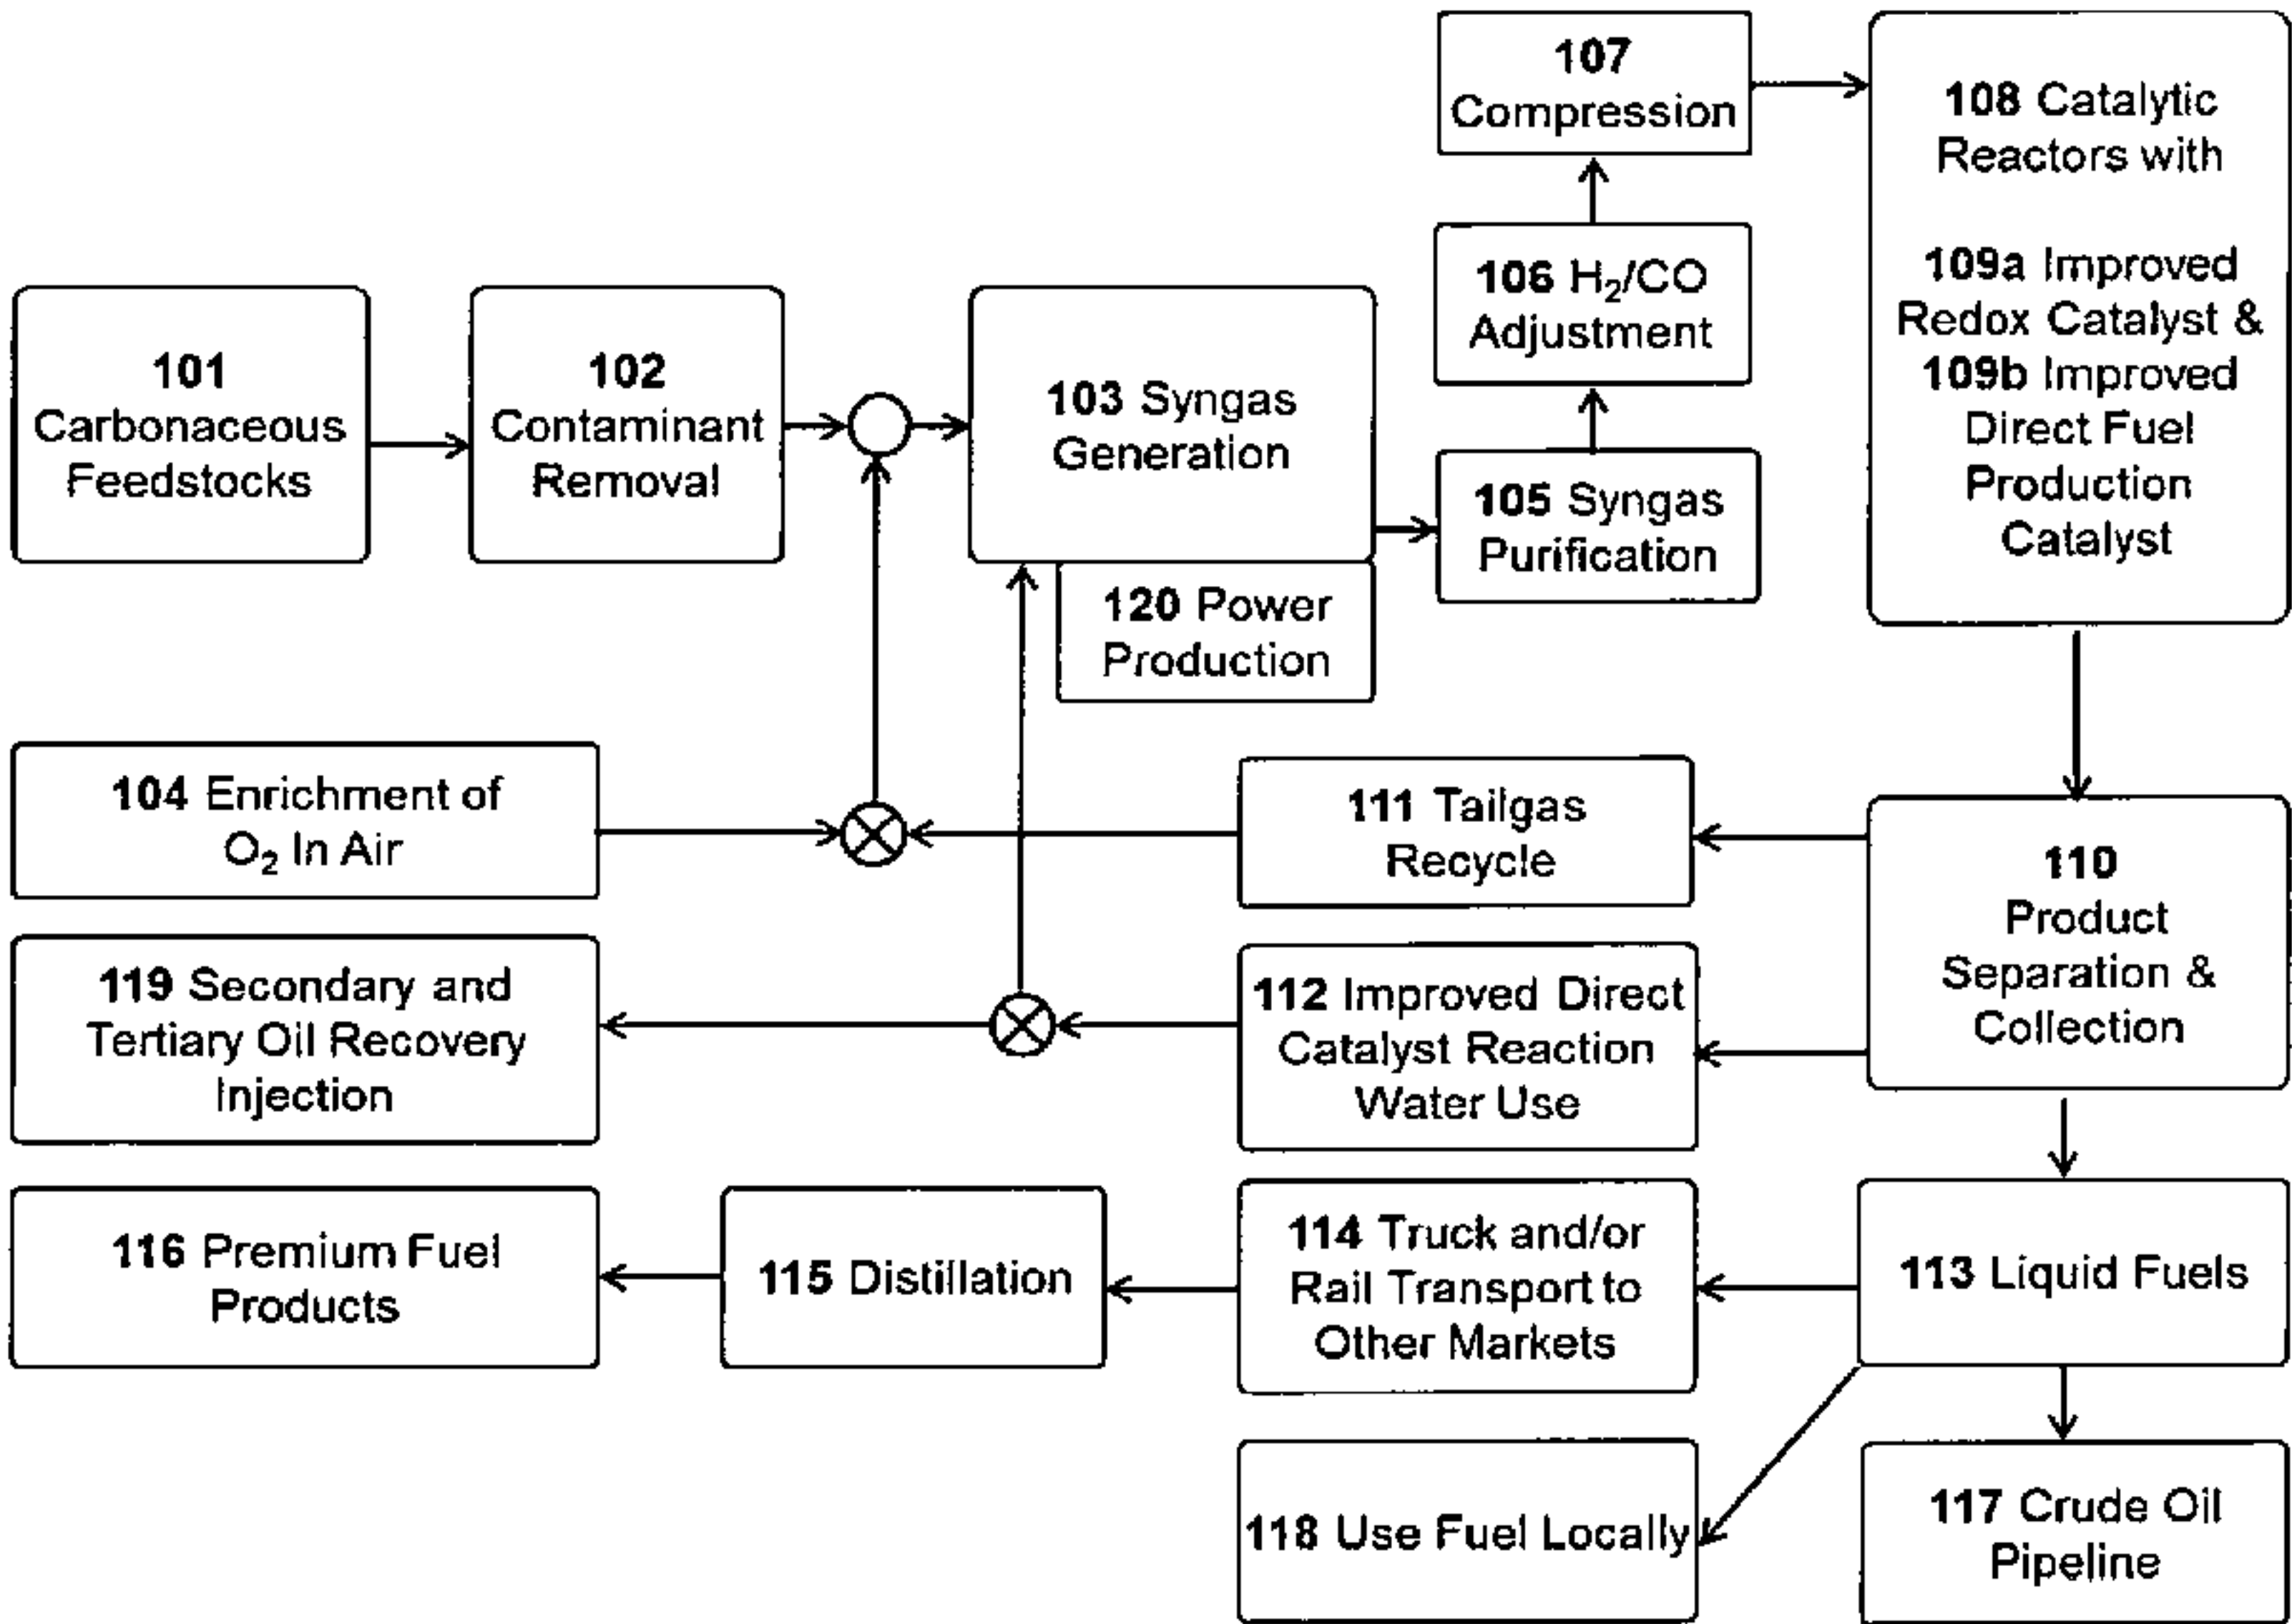 107
Compression
108 Catalytic
Reactors with
109a Improved
Redox Catalyst &
109b Improved
Direct Fuel
Production
Catalyst
106 H₂/CO
Adjustment
101
Carbonaceous
Feedstocks
102
Contaminant
Removal
103 Syngas
Generation
105 Syngas
Purification
120 Power
Production
104 Enrichment of
O₂ In Air
111 Tailgas
Recycle
110
Product
Separation &
Collection
119 Secondary and
Tertiary Oil Recovery
Injection
112 Improved Direct
Catalyst Reaction
Water Use
116 Premium Fuel
Products
115 Distillation
114 Truck and/or
Rail Transport to
Other Markets
113 Liquid Fuels
118 Use Fuel Locally
117 Crude Oil
Pipeline